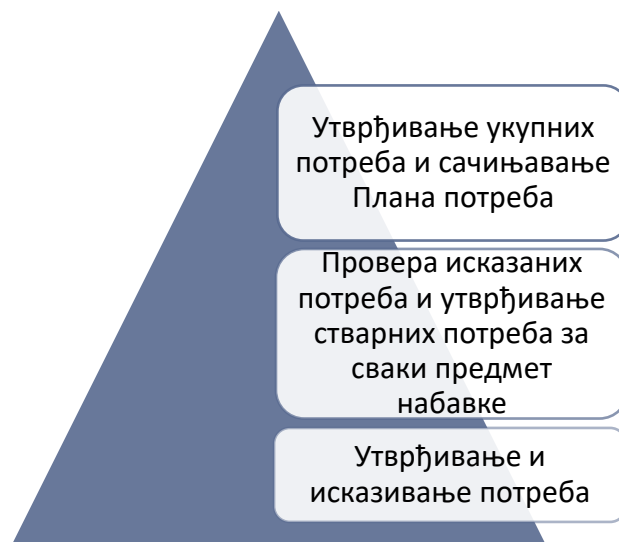 Утврђивање укупних
потреба и сачињавање
Плана потреба
Провера исказаних
потреба и утврђивање
стварних потреба за
сваки предмет
набавке
Утврђивање и
исказивање потреба